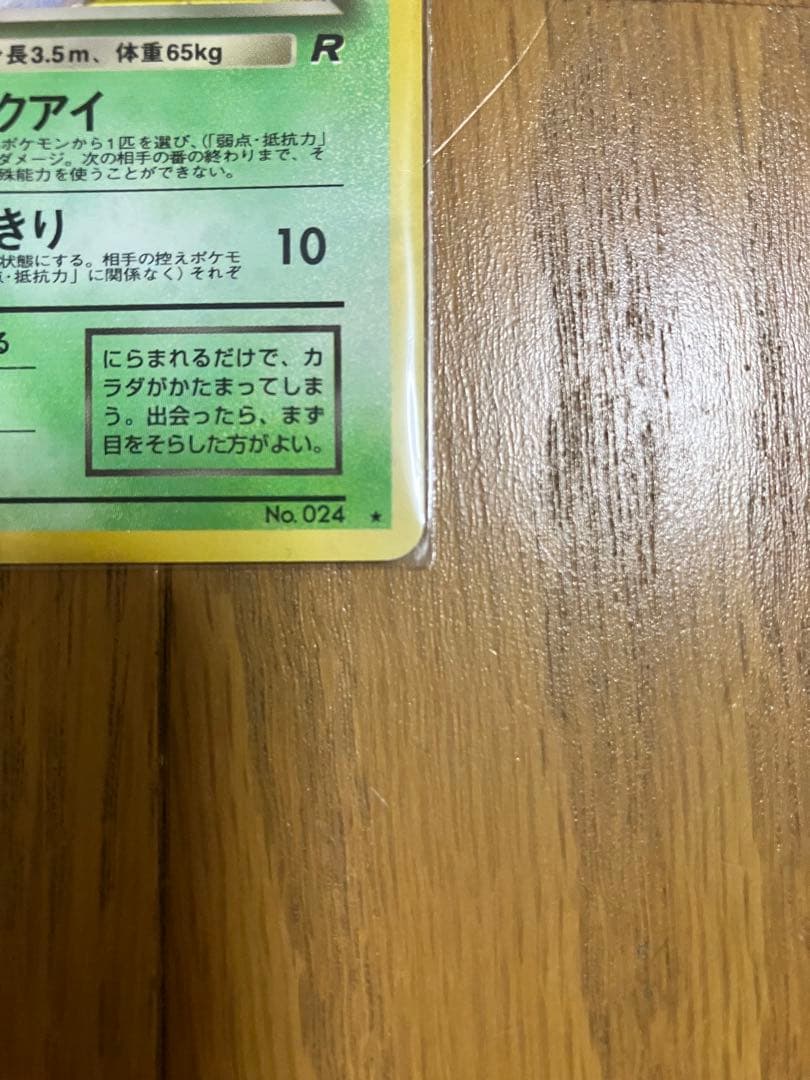 長3.5m、体重65kg R
クアイ
ポケモンから1匹を選び、(「弱点・抵抗力」
ダメージ。次の相手の番の終わりまで、そ
殊能力を使うことができない。
きり 10
状態にする。相手の控えポケモ
点・抵抗力」に関係なく)それぞ
る
にらまれるだけで、カ
ラダがかたまってしま
う。出会ったら、まず
目をそらした方がよい。
No. 024 ★